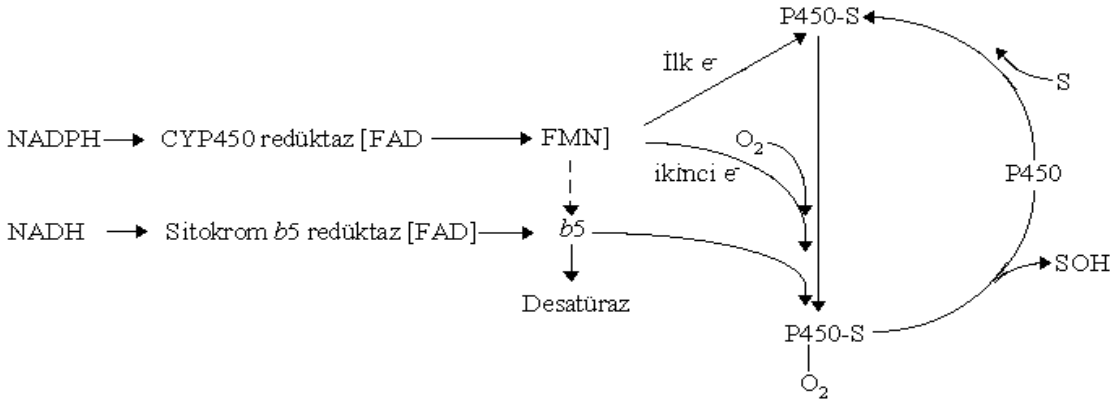 P450-S
İlk e-
S
NADPH
CYP450 redüktaz [FAD
FMN]
O2
ikinci e-
P450
NADH
Sitokrom b5 redüktaz [FAD]
b5
SOH
Desatüraz
P450-S
O2